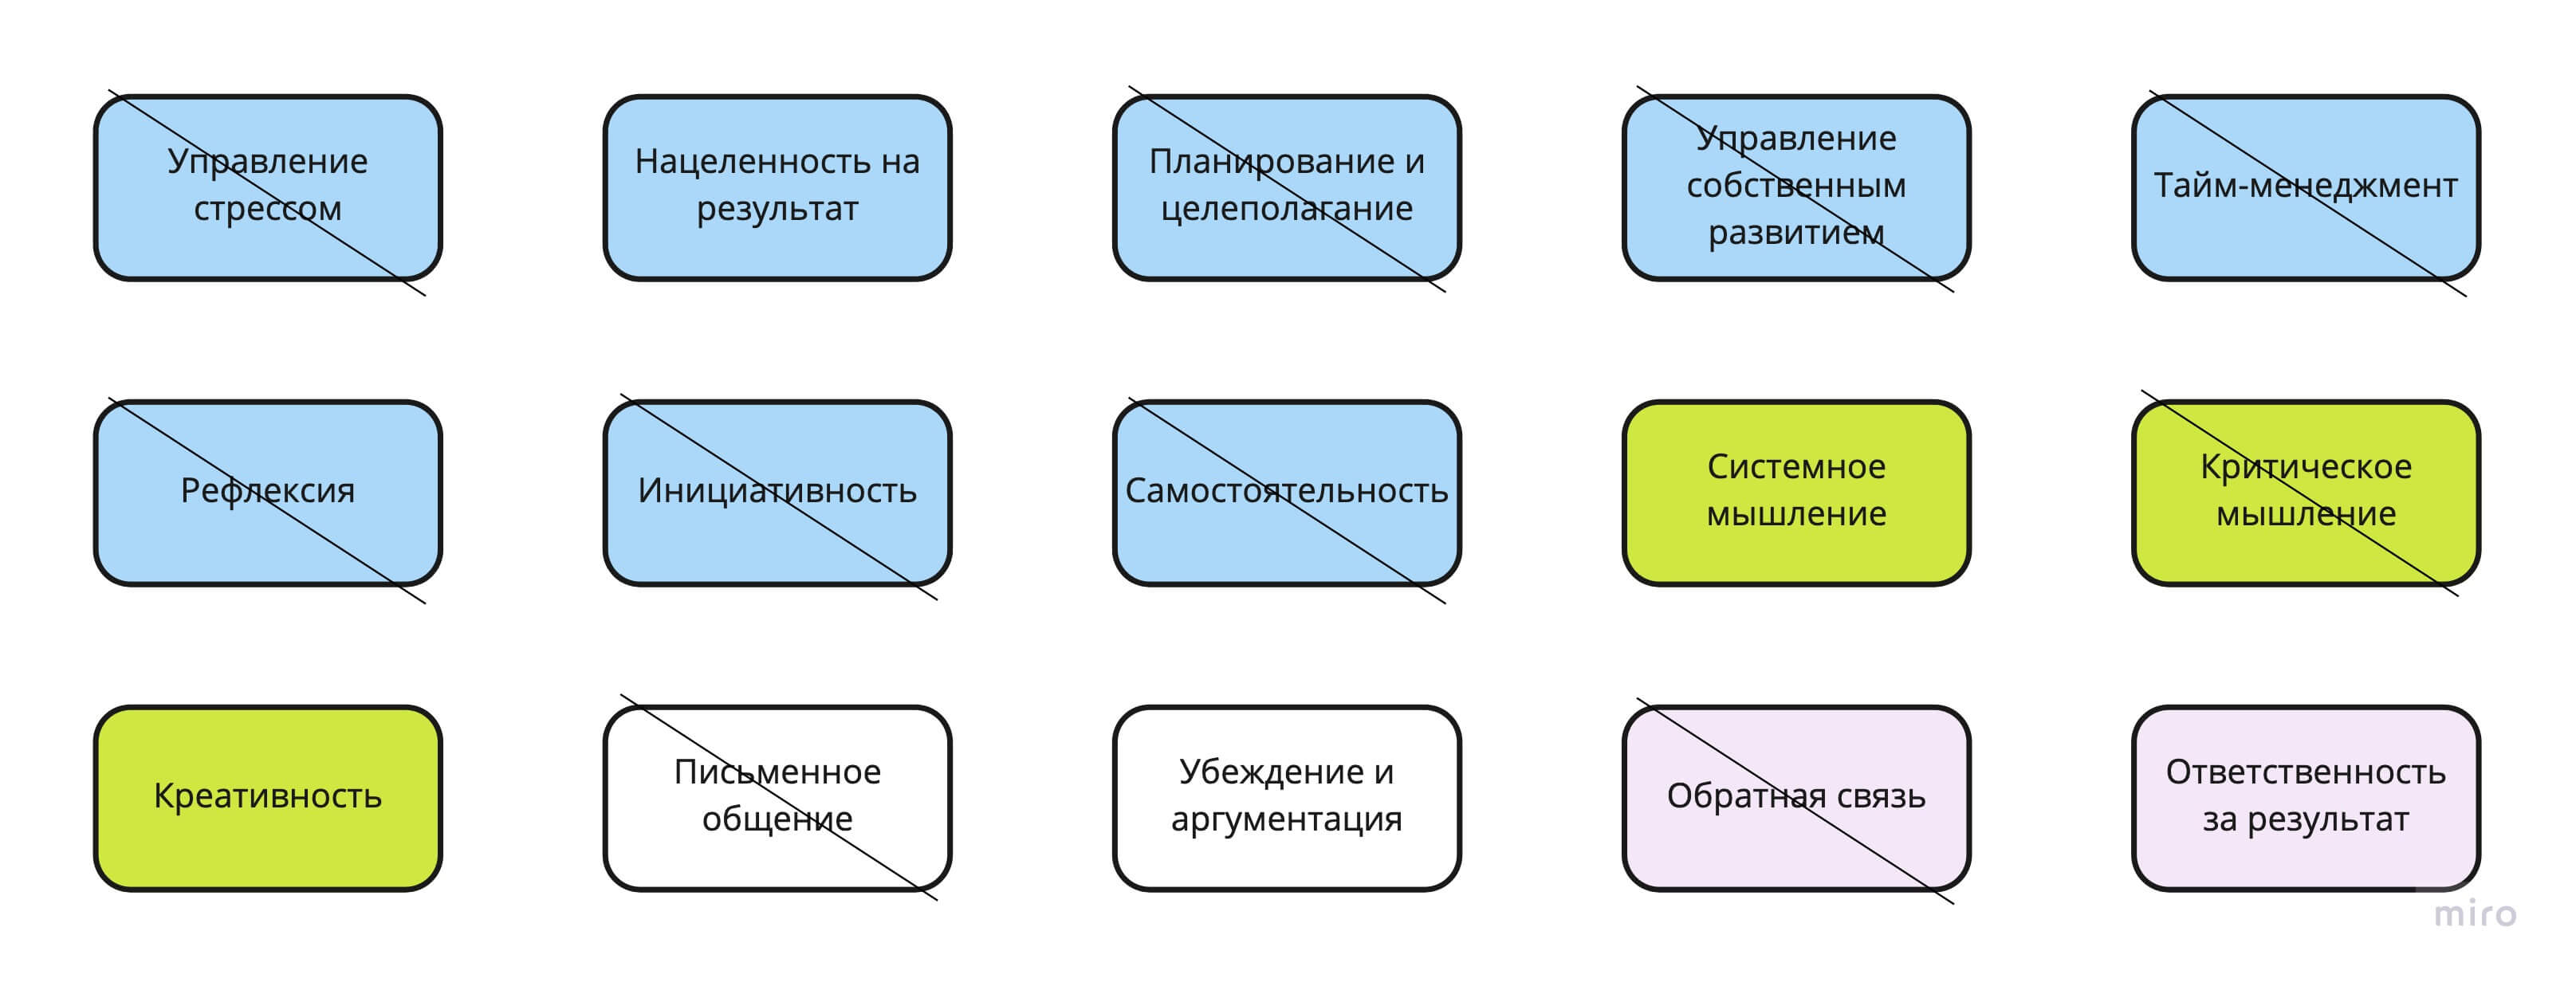 Управление
стрессом
Нацеленность на
результат
Планирование и
целеполагание
Управление
собственным
развитием
Тайм-менеджмент
Рефлексия
Инициативность
Самостоятельность
Системное
мышление
Критическое
мышление
Креативность
Письменное
общение
Убеждение и
аргументация
Обратная связь
Ответственность
за результат
miro